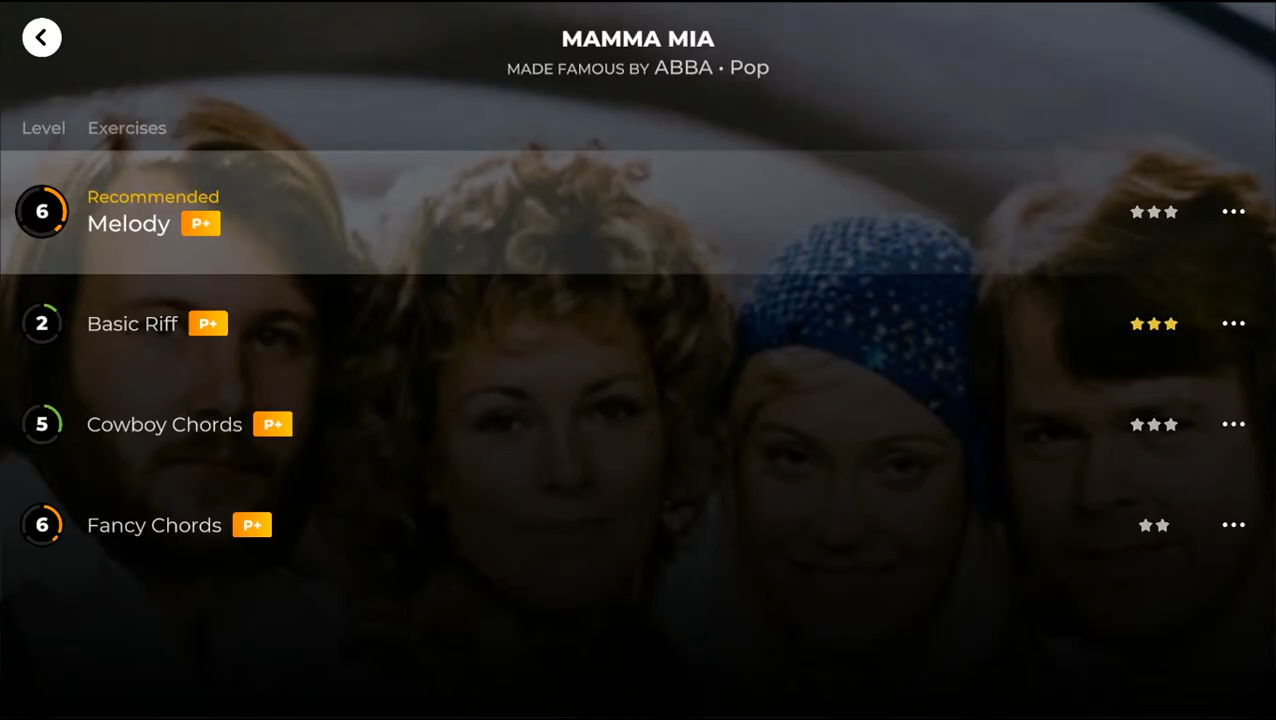 MAMMA MIA
MADE FAMOUS BY ABBA • Pop
Level Exercises
Recommended
6 Melody P+
2 Basic Riff P+
5 Cowboy Chords P+
6 Fancy Chords P+